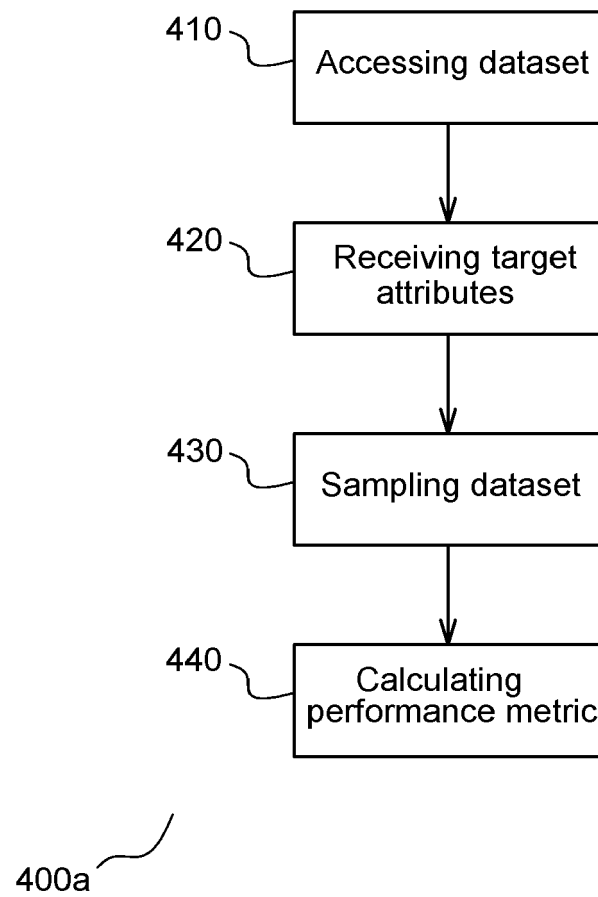 410
Accessing dataset
420
Receiving target
attributes
430
Sampling dataset
440
Calculating
performance metric
400a